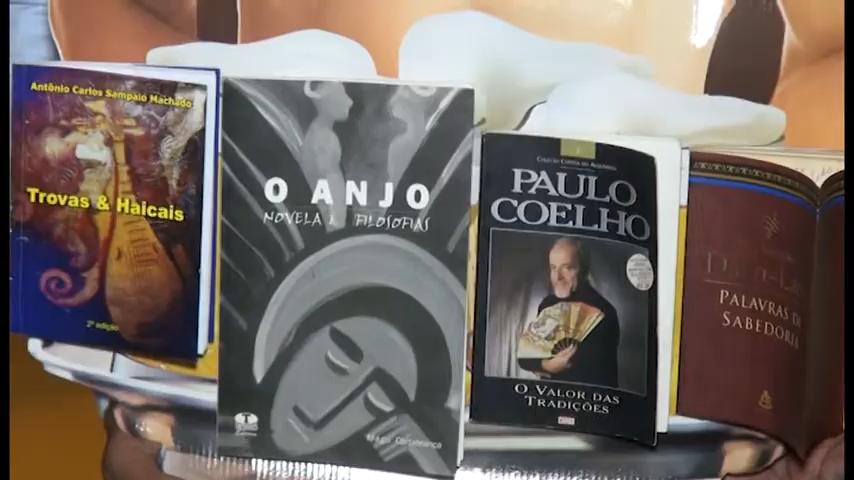 Antônio Carlos Sampaio Machado
Trovas & Haicais
2ª edição
O ANJO
NOVELA & FILOSOFIAS
PAULO
COELHO
O VALOR DAS
TRADIÇÕES
PALAVRAS DE
SABEDORIA